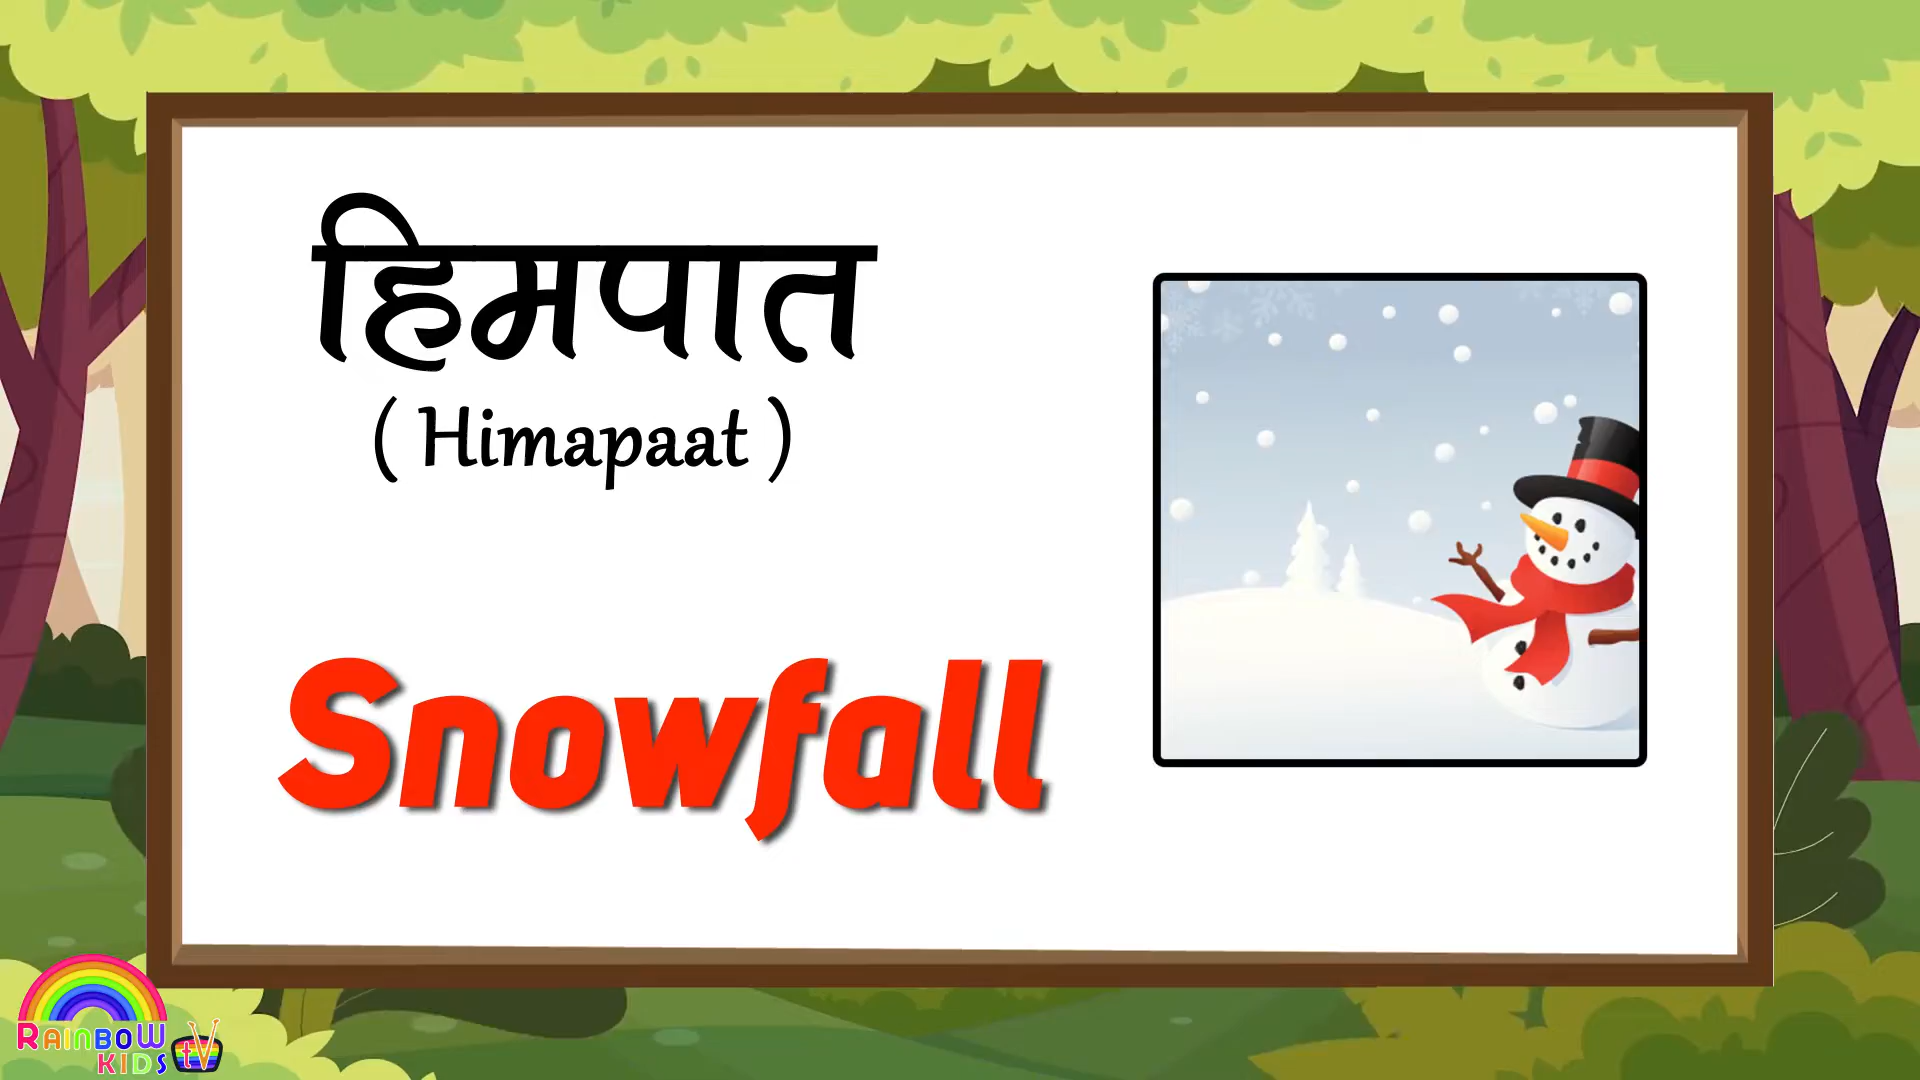 हिमपात
( Himapaat )
Snowfall
RAINBOW
KIDS tV